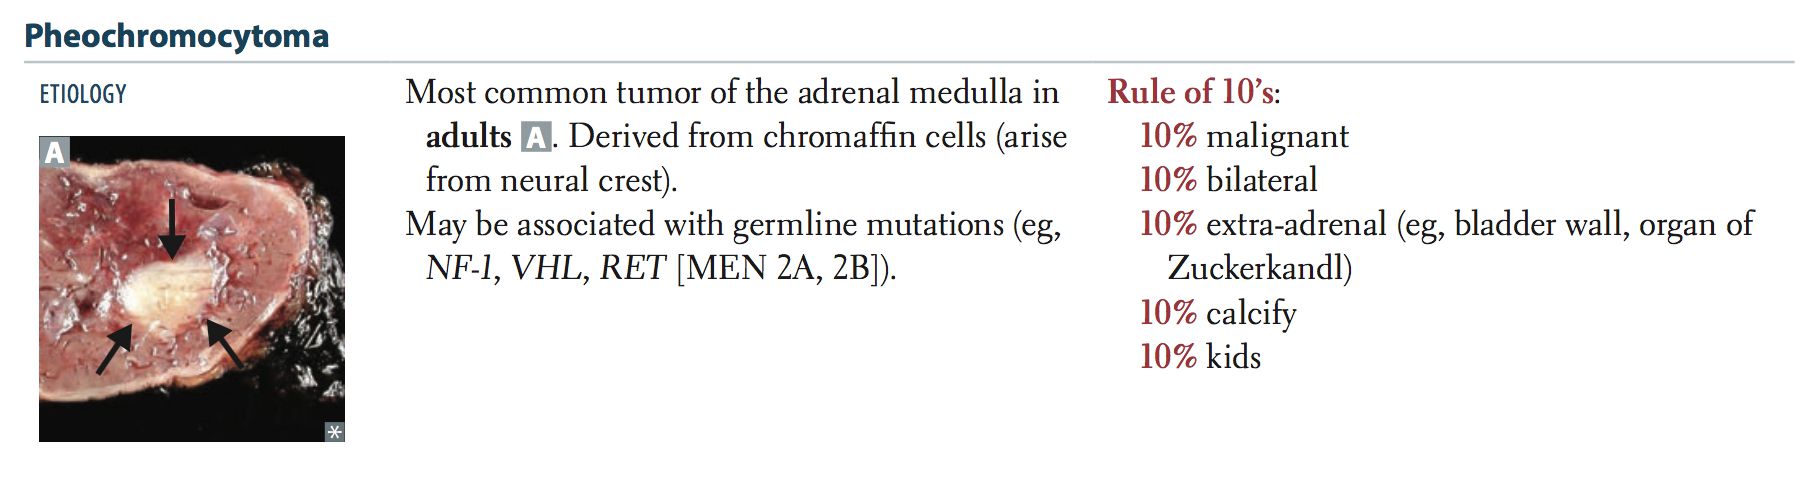 Pheochromocytoma
ETIOLOGY
A
*
Most common tumor of the adrenal medulla in
adults A. Derived from chromaffin cells (arise
from neural crest).
May be associated with germline mutations (eg,
NF-1, VHL, RET [MEN 2A, 2B]).
Rule of 10’s:
10% malignant
10% bilateral
10% extra-adrenal (eg, bladder wall, organ of
Zuckerkandl)
10% calcify
10% kids